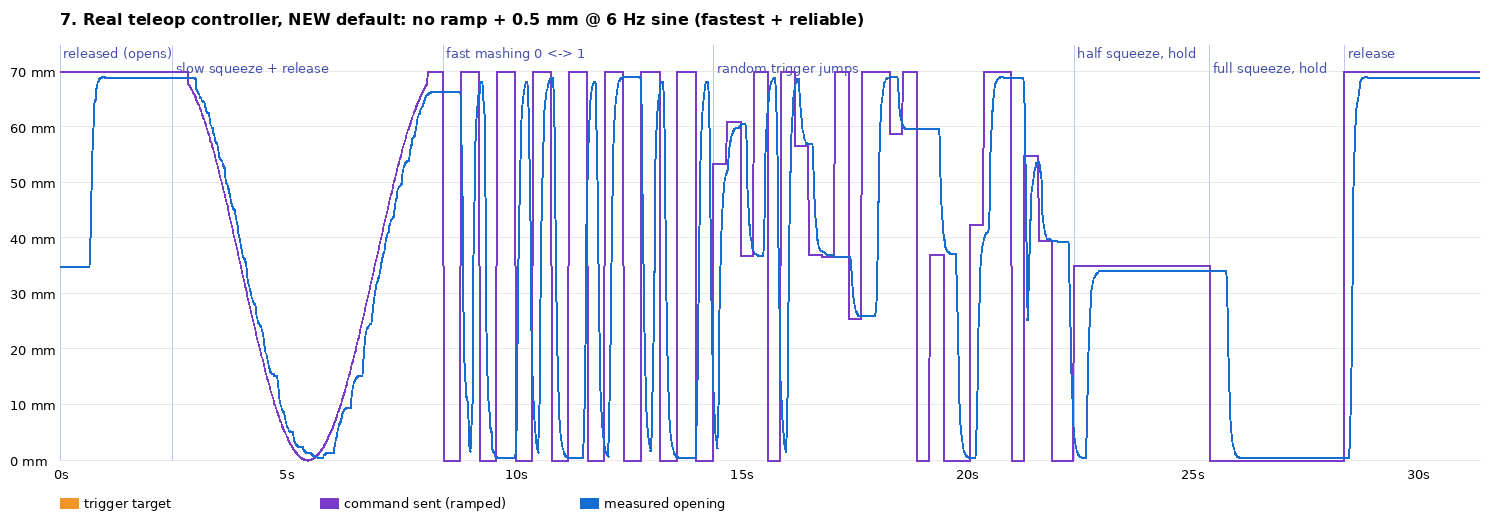 7. Real teleop controller, NEW default: no ramp + 0.5 mm @ 6 Hz sine (fastest + reliable)
released (opens)
slow squeeze + release
fast mashing 0 <-> 1
random trigger jumps
half squeeze, hold
full squeeze, hold
release
70 mm
60 mm
50 mm
40 mm
30 mm
20 mm
10 mm
0 mm
0s
5s
10s
15s
20s
25s
30s
trigger target
command sent (ramped)
measured opening